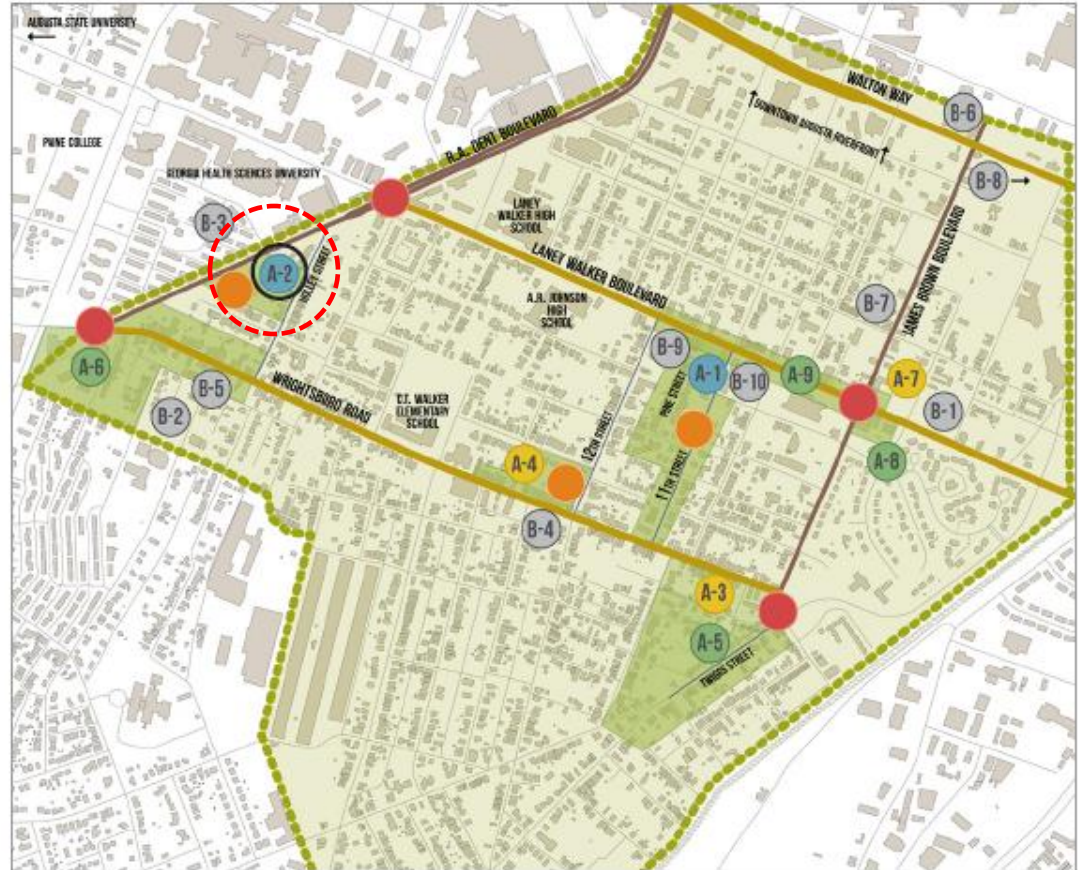 AUGUSTA STATE UNIVERSITY
PAINE COLLEGE
GEORGIA HEALTH SCIENCES UNIVERSITY
R.A. DENT BOULEVARD
WALTON WAY
DOWNTOWN AUGUSTA RIVERFRONT
B-6
B-8
B-3
A-2
HOLLEY STREET
LANEY
WALKER HIGH
SCHOOL
LANEY WALKER BOULEVARD
JAMES BROWN BOULEVARD
B-7
A.R. JOHNSON
HIGH
SCHOOL
A-6
B-5
B-2
WRIGHTSBORO ROAD
C.T. WALKER
ELEMENTARY
SCHOOL
B-9
A-1
B-10
A-9
A-7
B-1
PINE STREET
12TH STREET
11TH STREET
A-8
A-4
B-4
A-3
A-5
TWIGGS STREET